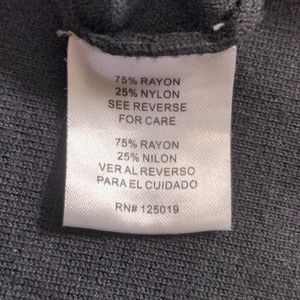 75% RAYON
25% NYLON
SEE REVERSE
FOR CARE
75% RAYON
25% NILON
VER AL REVERSO
PARA EL CUIDADO
RN# 125019